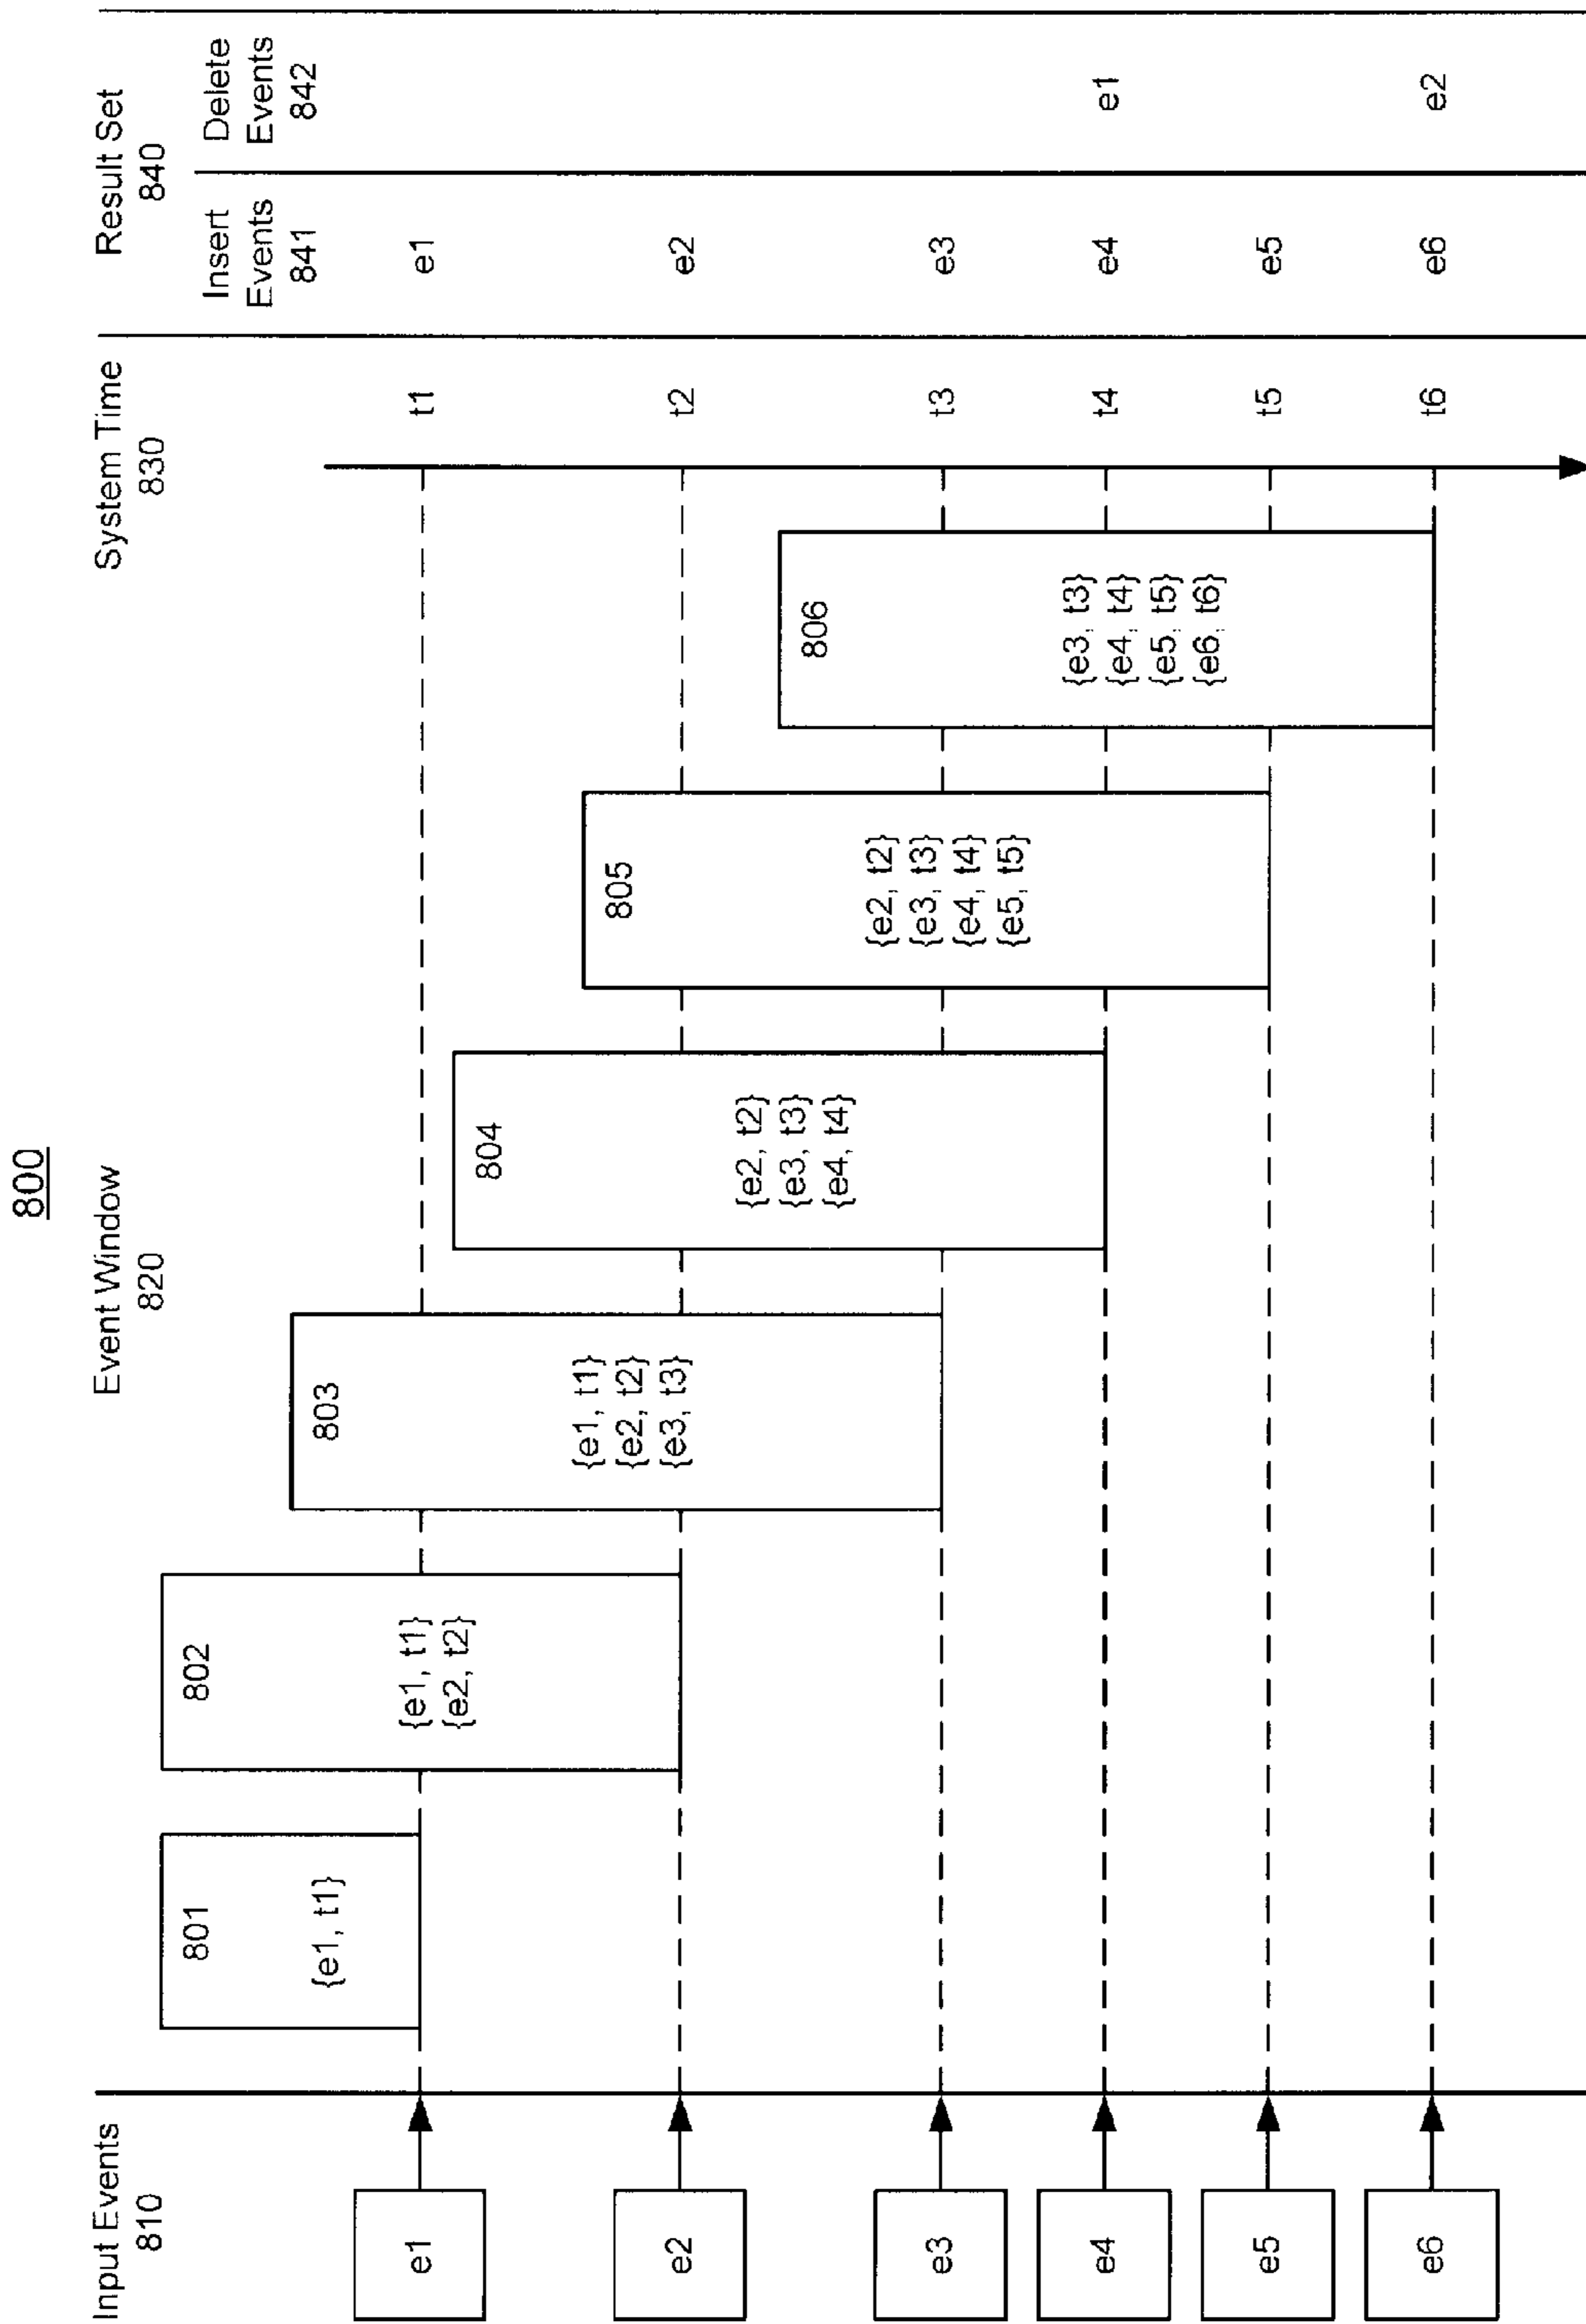 800
Input Events
810
Event Window
820
System Time
830
Result Set
840
Insert
Events
841
Delete
Events
842
801
{e1, t1}
802
{e1, t1}
{e2, t2}
803
{e1, t1}
{e2, t2}
{e3, t3}
804
{e2, t2}
{e3, t3}
{e4, t4}
805
{e2, t2}
{e3, t3}
{e4, t4}
{e5, t5}
806
{e3, t3}
{e4, t4}
{e5, t5}
{e6, t6}
e1 t1 e1
e2 t2 e2
e3 t3 e3
e4 t4 e4 e1
e5 t5 e5
e6 t6 e6 e2